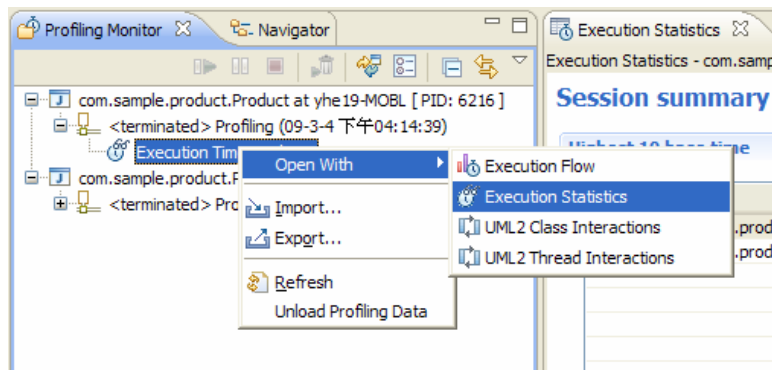 Profiling Monitor
Navigator
Execution Statistics
Execution Statistics - com.samp
Session summary
com.sample.product.Product at yhe19-MOBL [ PID: 6216 ]
<terminated> Profiling (09-3-4 下午04:14:39)
Execution Tim
com.sample.product.P
<terminated> Pro
Open With
Import...
Export...
Refresh
Unload Profiling Data
Execution Flow
Execution Statistics
UML2 Class Interactions
UML2 Thread Interactions
.prod
.prod